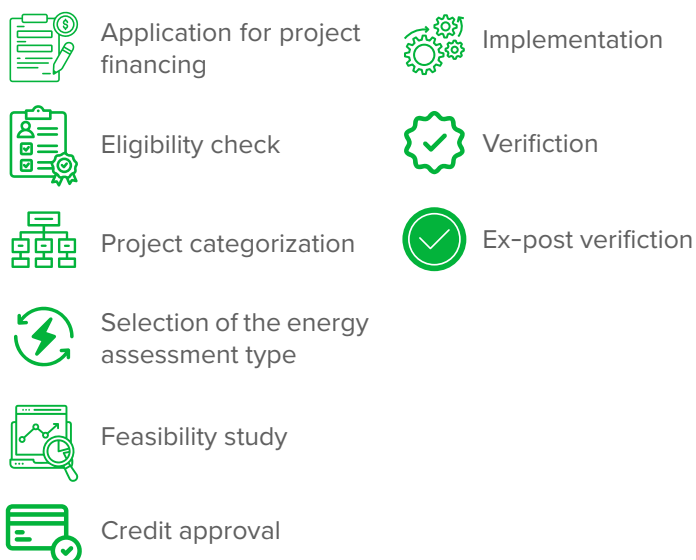 Application for project
financing
Eligibility check
Project categorization
Selection of the energy
assessment type
Feasibility study
Credit approval
Implementation
Verifiction
Ex-post verifiction